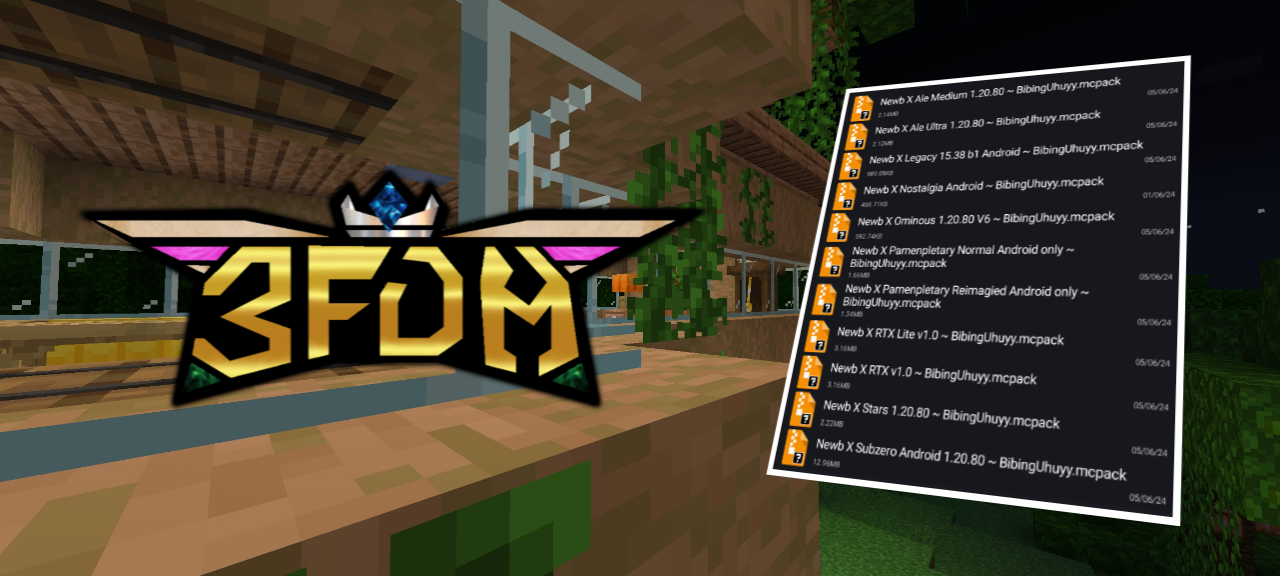 3FDM
Newb X Ale Medium 1.20.80 ~ BibingUhuyy.mcpack
2.14MB
05/06/24
Newb X Ale Ultra 1.20.80 ~ BibingUhuyy.mcpack
2.12MB
05/06/24
Newb X Legacy 15.38 b1 Android ~ BibingUhuyy.mcpack
05/06/24
Newb X Nostalgia Android ~ BibingUhuyy.mcpack
466.71KB
01/06/24
Newb X Ominous 1.20.80 V6 ~ BibingUhuyy.mcpack
592.74KB
05/06/24
Newb X Pamenpletary Normal Android only ~
BibingUhuyy.mcpack
1.66MB
05/06/24
Newb X Pamenpletary Reimagied Android only ~
BibingUhuyy.mcpack
1.54MB
05/06/24
Newb X RTX Lite v1.0 ~ BibingUhuyy.mcpack
3.16MB
05/06/24
Newb X RTX v1.0 ~ BibingUhuyy.mcpack
3.16MB
05/06/24
Newb X Stars 1.20.80 ~ BibingUhuyy.mcpack
2.22MB
05/06/24
Newb X Subzero Android 1.20.80 ~ BibingUhuyy.mcpack
12.96MB
05/06/24